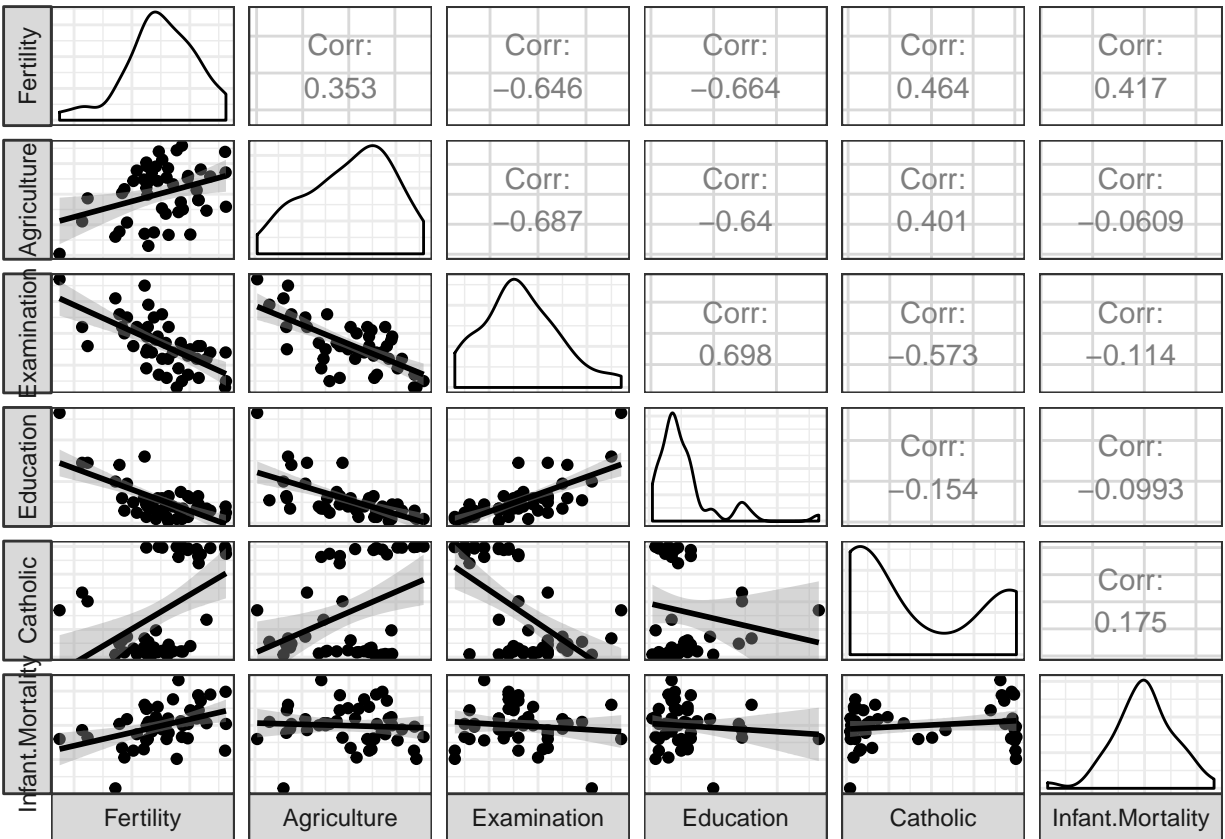 Fertility
Corr:
0.353
Corr:
−0.646
Corr:
−0.664
Corr:
0.464
Corr:
0.417
Agriculture
Corr:
−0.687
Corr:
−0.64
Corr:
0.401
Corr:
−0.0609
Examination
Corr:
0.698
Corr:
−0.573
Corr:
−0.114
Education
Corr:
−0.154
Corr:
−0.0993
Catholic
Corr:
0.175
Infant.Mortality
Fertility
Agriculture
Examination
Education
Catholic
Infant.Mortality